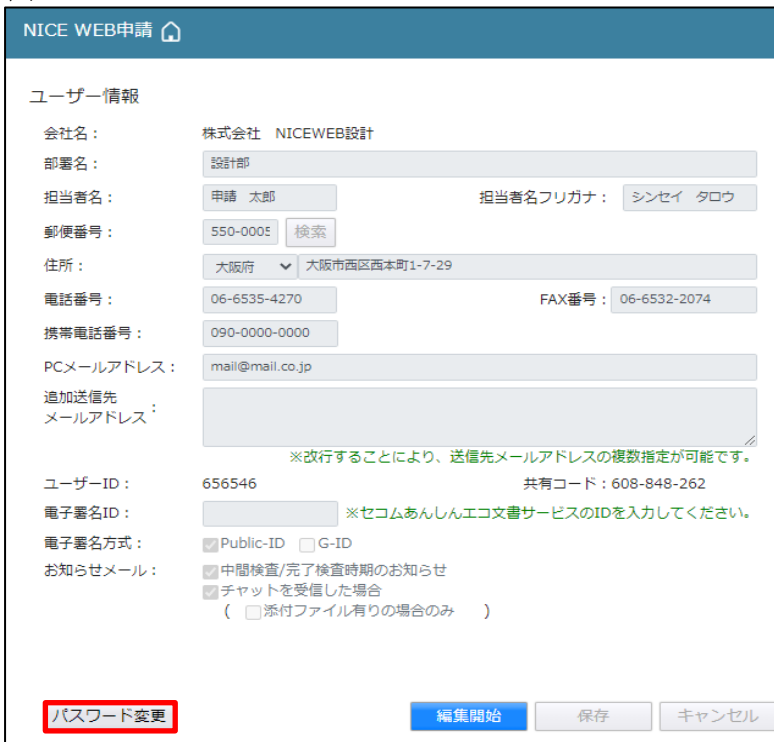 NICE WEB申請
ユーザー情報
会社名： 株式会社　NICEWEB設計
部署名： 設計部
担当者名： 申請　太郎 担当者名フリガナ： シンセイ　タロウ
郵便番号： 550-0005 検索
住所： 大阪府 大阪市西区西本町1-7-29
電話番号： 06-6535-4270 FAX番号： 06-6532-2074
携帯電話番号： 090-0000-0000
PCメールアドレス： mail@mail.co.jp
追加送信先
メールアドレス：
※改行することにより、送信先メールアドレスの複数指定が可能です。
ユーザーID： 656546 共有コード：608-848-262
電子署名ID： ※セコムあんしんエコ文書サービスのIDを入力してください。
電子署名方式： Public-ID G-ID
お知らせメール： 中間検査/完了検査時期のお知らせ
チャットを受信した場合
( 添付ファイル有りの場合のみ )
パスワード変更 編集開始 保存 キャンセル